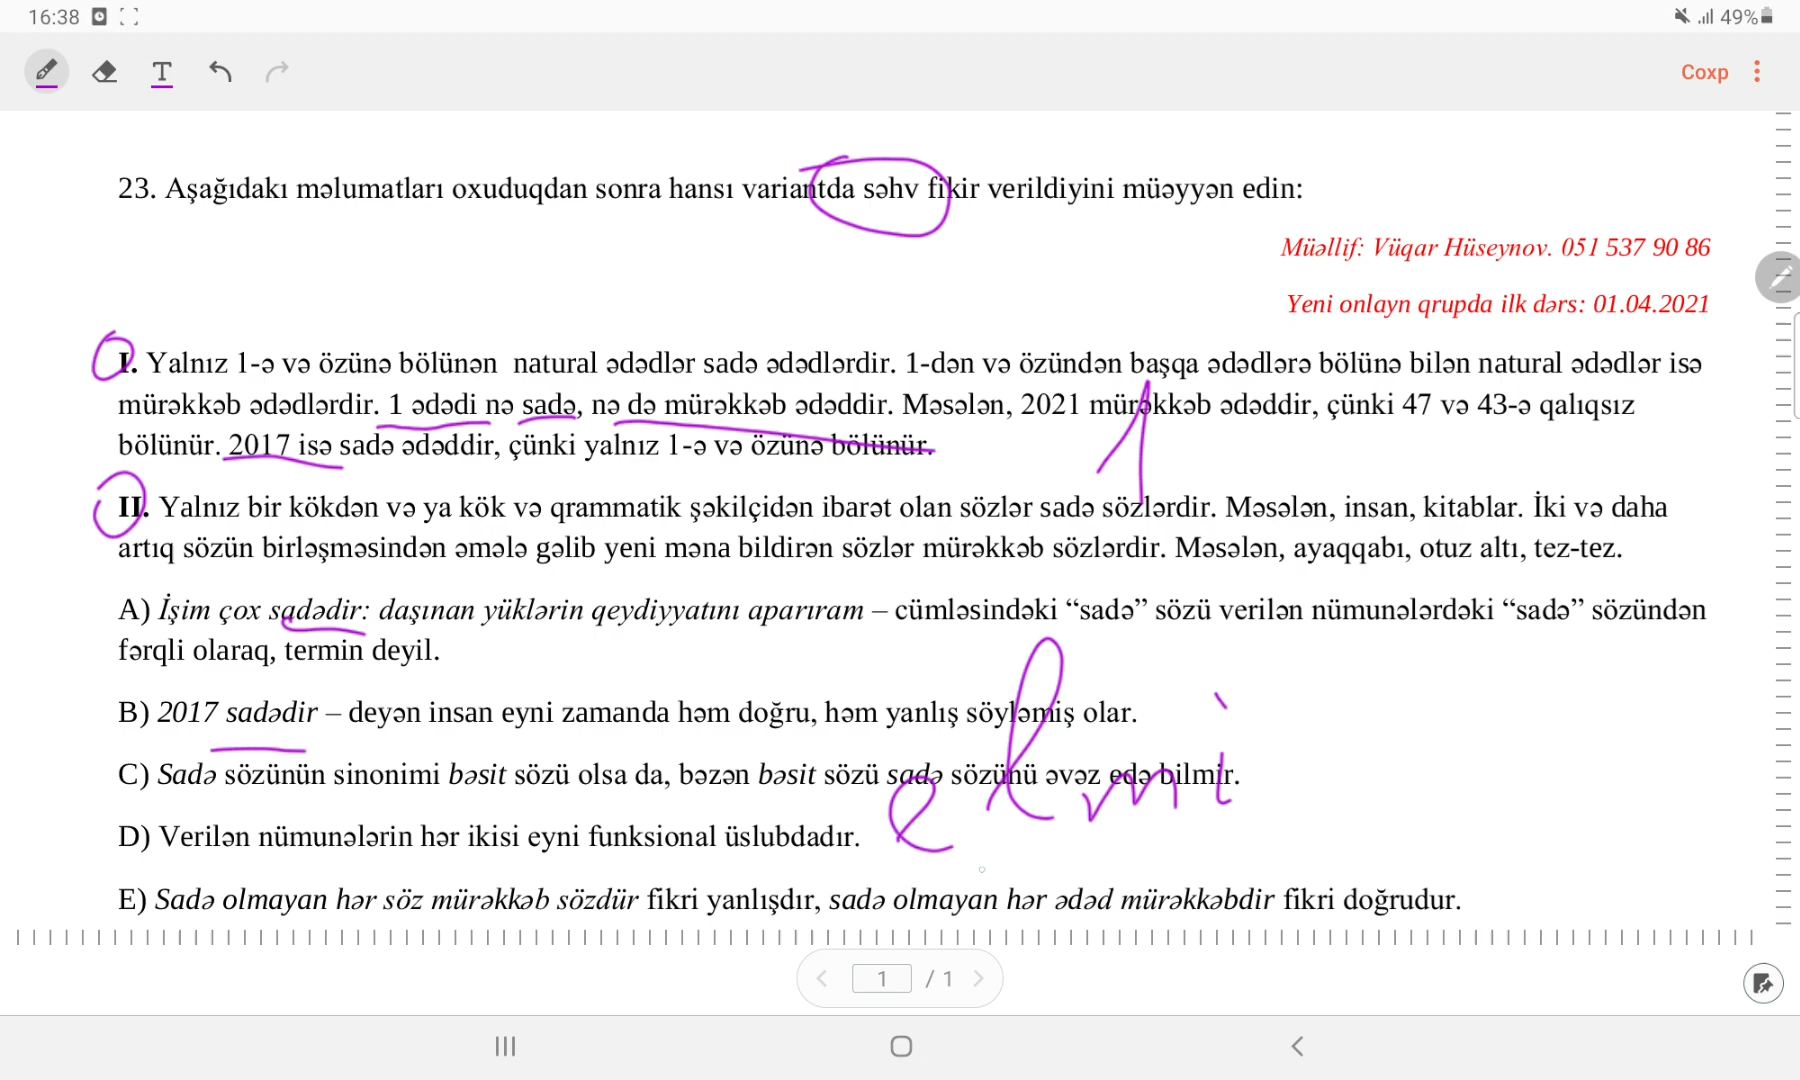 16:38
49%
T
Сохр
23. Aşağıdakı məlumatları oxuduqdan sonra hansı variantda səhv fikir verildiyini müəyyən edin:
Müəllif: Vüqar Hüseynov. 051 537 90 86
Yeni onlayn qrupda ilk dərs: 01.04.2021
I. Yalnız 1-ə və özünə bölünən natural ədədlər sadə ədədlərdir. 1-dən və özündən başqa ədədlərə bölünə bilən natural ədədlər isə
mürəkkəb ədədlərdir. 1 ədədi nə sadə, nə də mürəkkəb ədəddir. Məsələn, 2021 mürəkkəb ədəddir, çünki 47 və 43-ə qalıqsız
bölünür. 2017 isə sadə ədəddir, çünki yalnız 1-ə və özünə bölünür.
1
II. Yalnız bir kökdən və ya kök və qrammatik şəkilçidən ibarət olan sözlər sadə sözlərdir. Məsələn, insan, kitablar. İki və daha
artıq sözün birləşməsindən əmələ gəlib yeni məna bildirən sözlər mürəkkəb sözlərdir. Məsələn, ayaqqabı, otuz altı, tez-tez.
A) İşim çox sadədir: daşınan yüklərin qeydiyyatını aparıram – cümləsindəki “sadə” sözü verilən nümunələrdəki “sadə” sözündən
fərqli olaraq, termin deyil.
B) 2017 sadədir – deyən insan eyni zamanda həm doğru, həm yanlış söyləmiş olar.
C) Sadə sözünün sinonimi bəsit sözü olsa da, bəzən bəsit sözü sadə sözünü əvəz edə bilmir.
elmi
D) Verilən nümunələrin hər ikisi eyni funksional üslubdadır.
E) Sadə olmayan hər söz mürəkkəb sözdür fikri yanlışdır, sadə olmayan hər ədəd mürəkkəbdir fikri doğrudur.
1 / 1